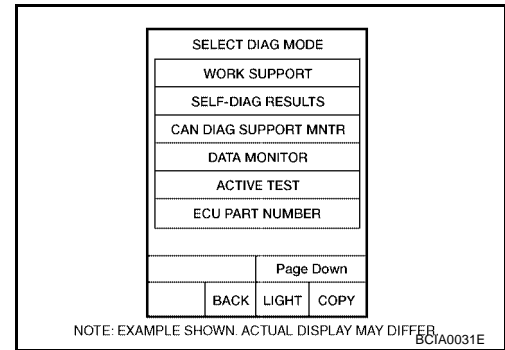 SELECT DIAG MODE
WORK SUPPORT
SELF-DIAG RESULTS
CAN DIAG SUPPORT MNTR
DATA MONITOR
ACTIVE TEST
ECU PART NUMBER
Page Down
BACK LIGHT COPY
NOTE: EXAMPLE SHOWN. ACTUAL DISPLAY MAY DIFFER.
BCIA0031E